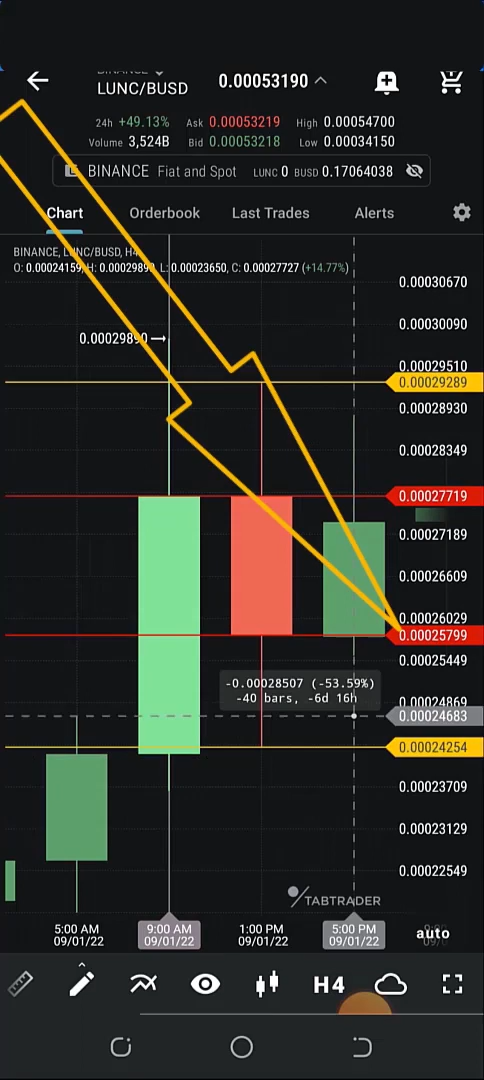 BINANCE
LUNC/BUSD
0.00053190
24h +49.13% Ask 0.00053219 High 0.00054700
Volume 3,524B Bid 0.00053218 Low 0.00034150
BINANCE Fiat and Spot LUNC 0 BUSD 0.17064038
Chart Orderbook Last Trades Alerts
BINANCE, LUNC/BUSD, H4
O: 0.00024159, H: 0.00029890, L: 0.00023650, C: 0.00027727 (+14.77%)
0.00030670
0.00030090
0.00029890
0.00029510
0.00029289
0.00028930
0.00028349
0.00027719
0.00027189
0.00026609
0.00026029
0.00025799
0.00025449
-0.00028507 (-53.59%)
-40 bars, -6d 16h
0.00024869
0.00024683
0.00024254
0.00023709
0.00023129
0.00022549
TABTRADER
5:00 AM 9:00 AM 1:00 PM 5:00 PM
09/01/22 09/01/22 09/01/22 09/01/22
auto
H4